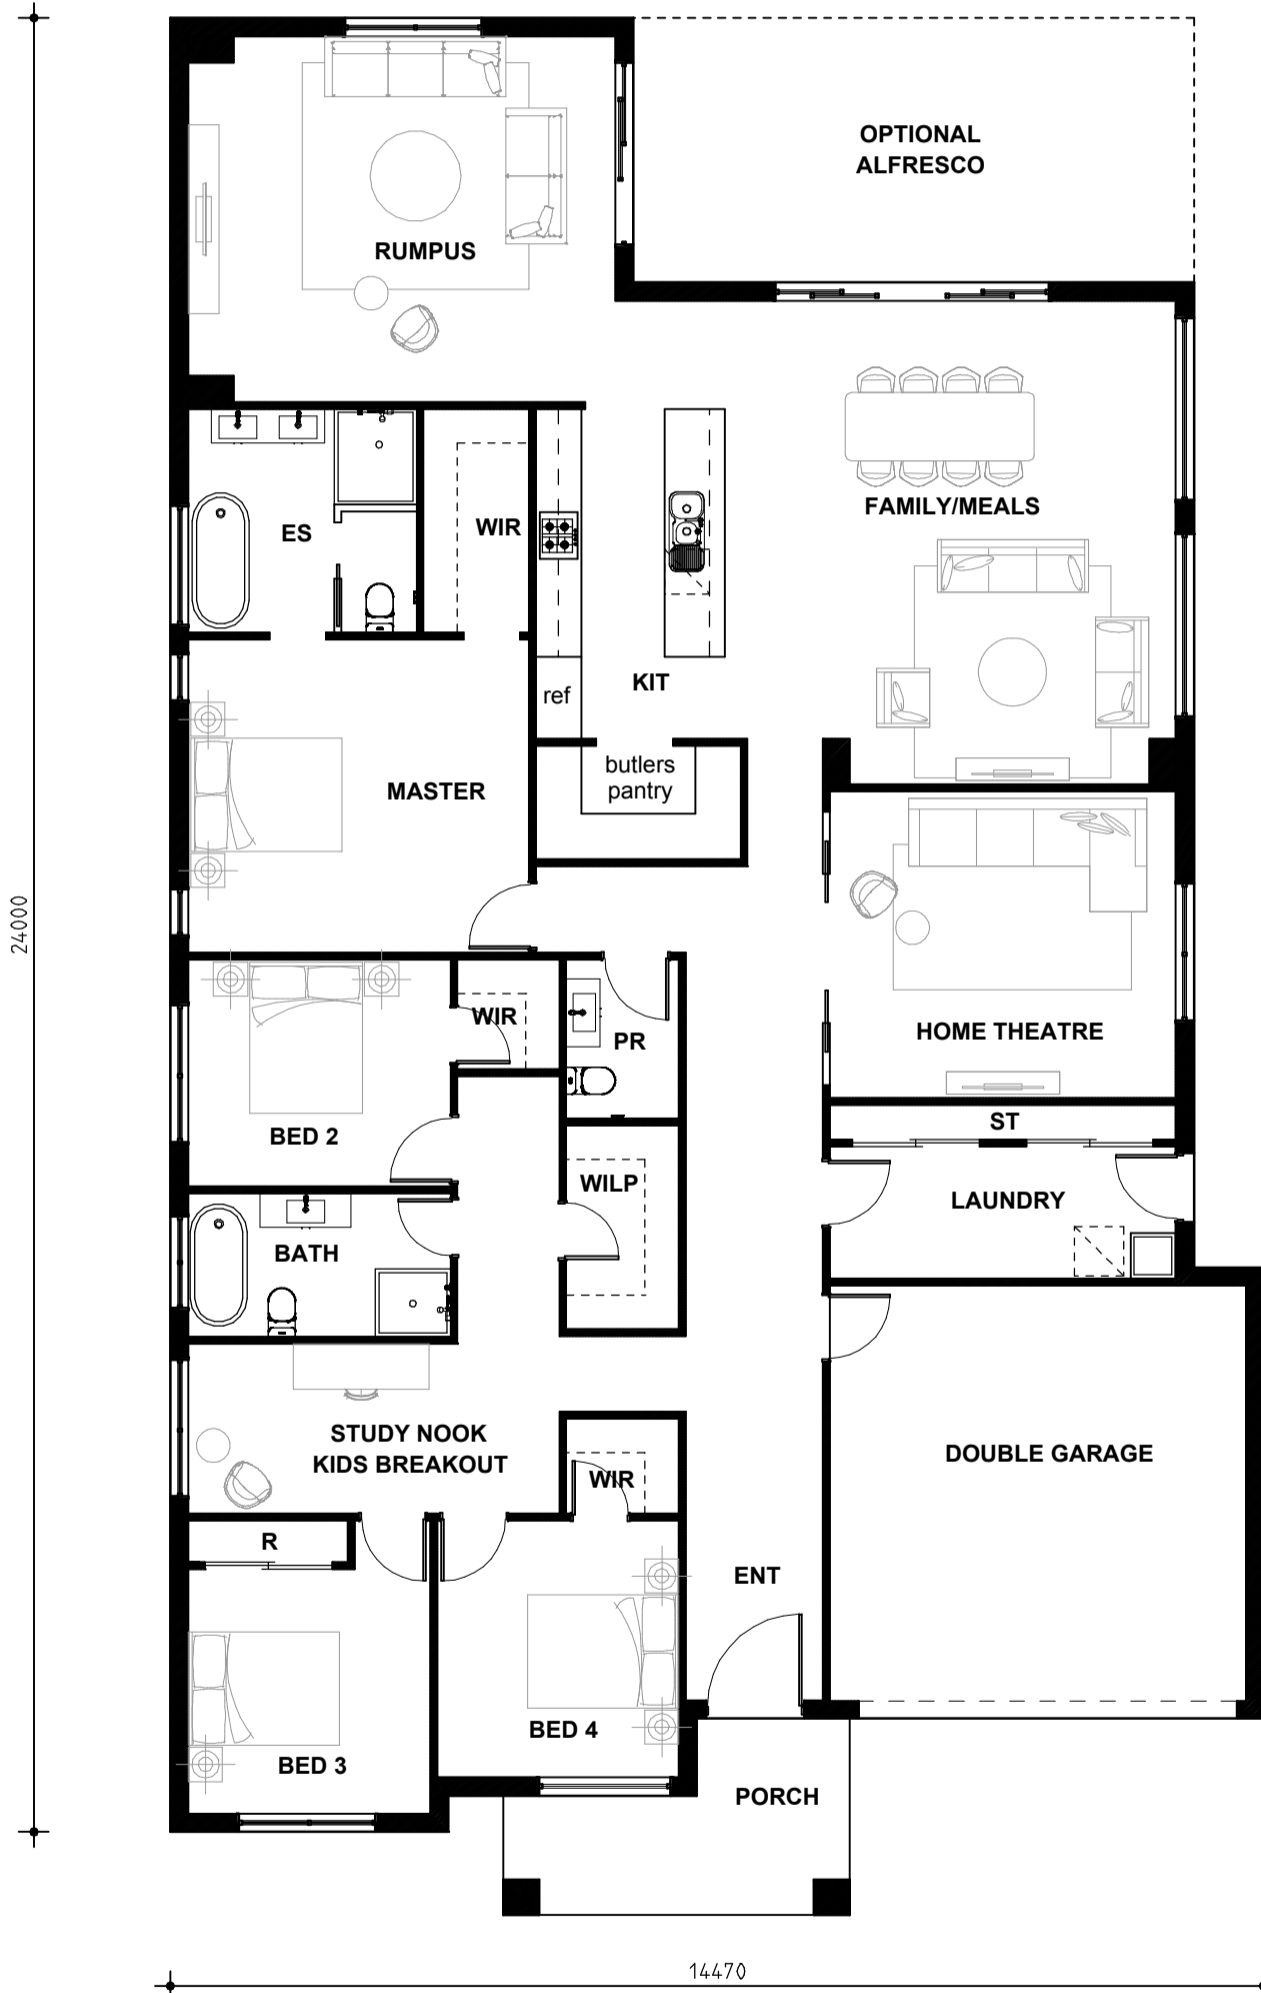 OPTIONAL
ALFRESCO
RUMPUS
FAMILY/MEALS
ES
WIR
KIT
ref
butlers
pantry
MASTER
24000
HOME THEATRE
WIR
PR
BED 2
ST
WILP
LAUNDRY
BATH
STUDY NOOK
KIDS BREAKOUT
DOUBLE GARAGE
WIR
R
ENT
BED 4
BED 3
PORCH
14470